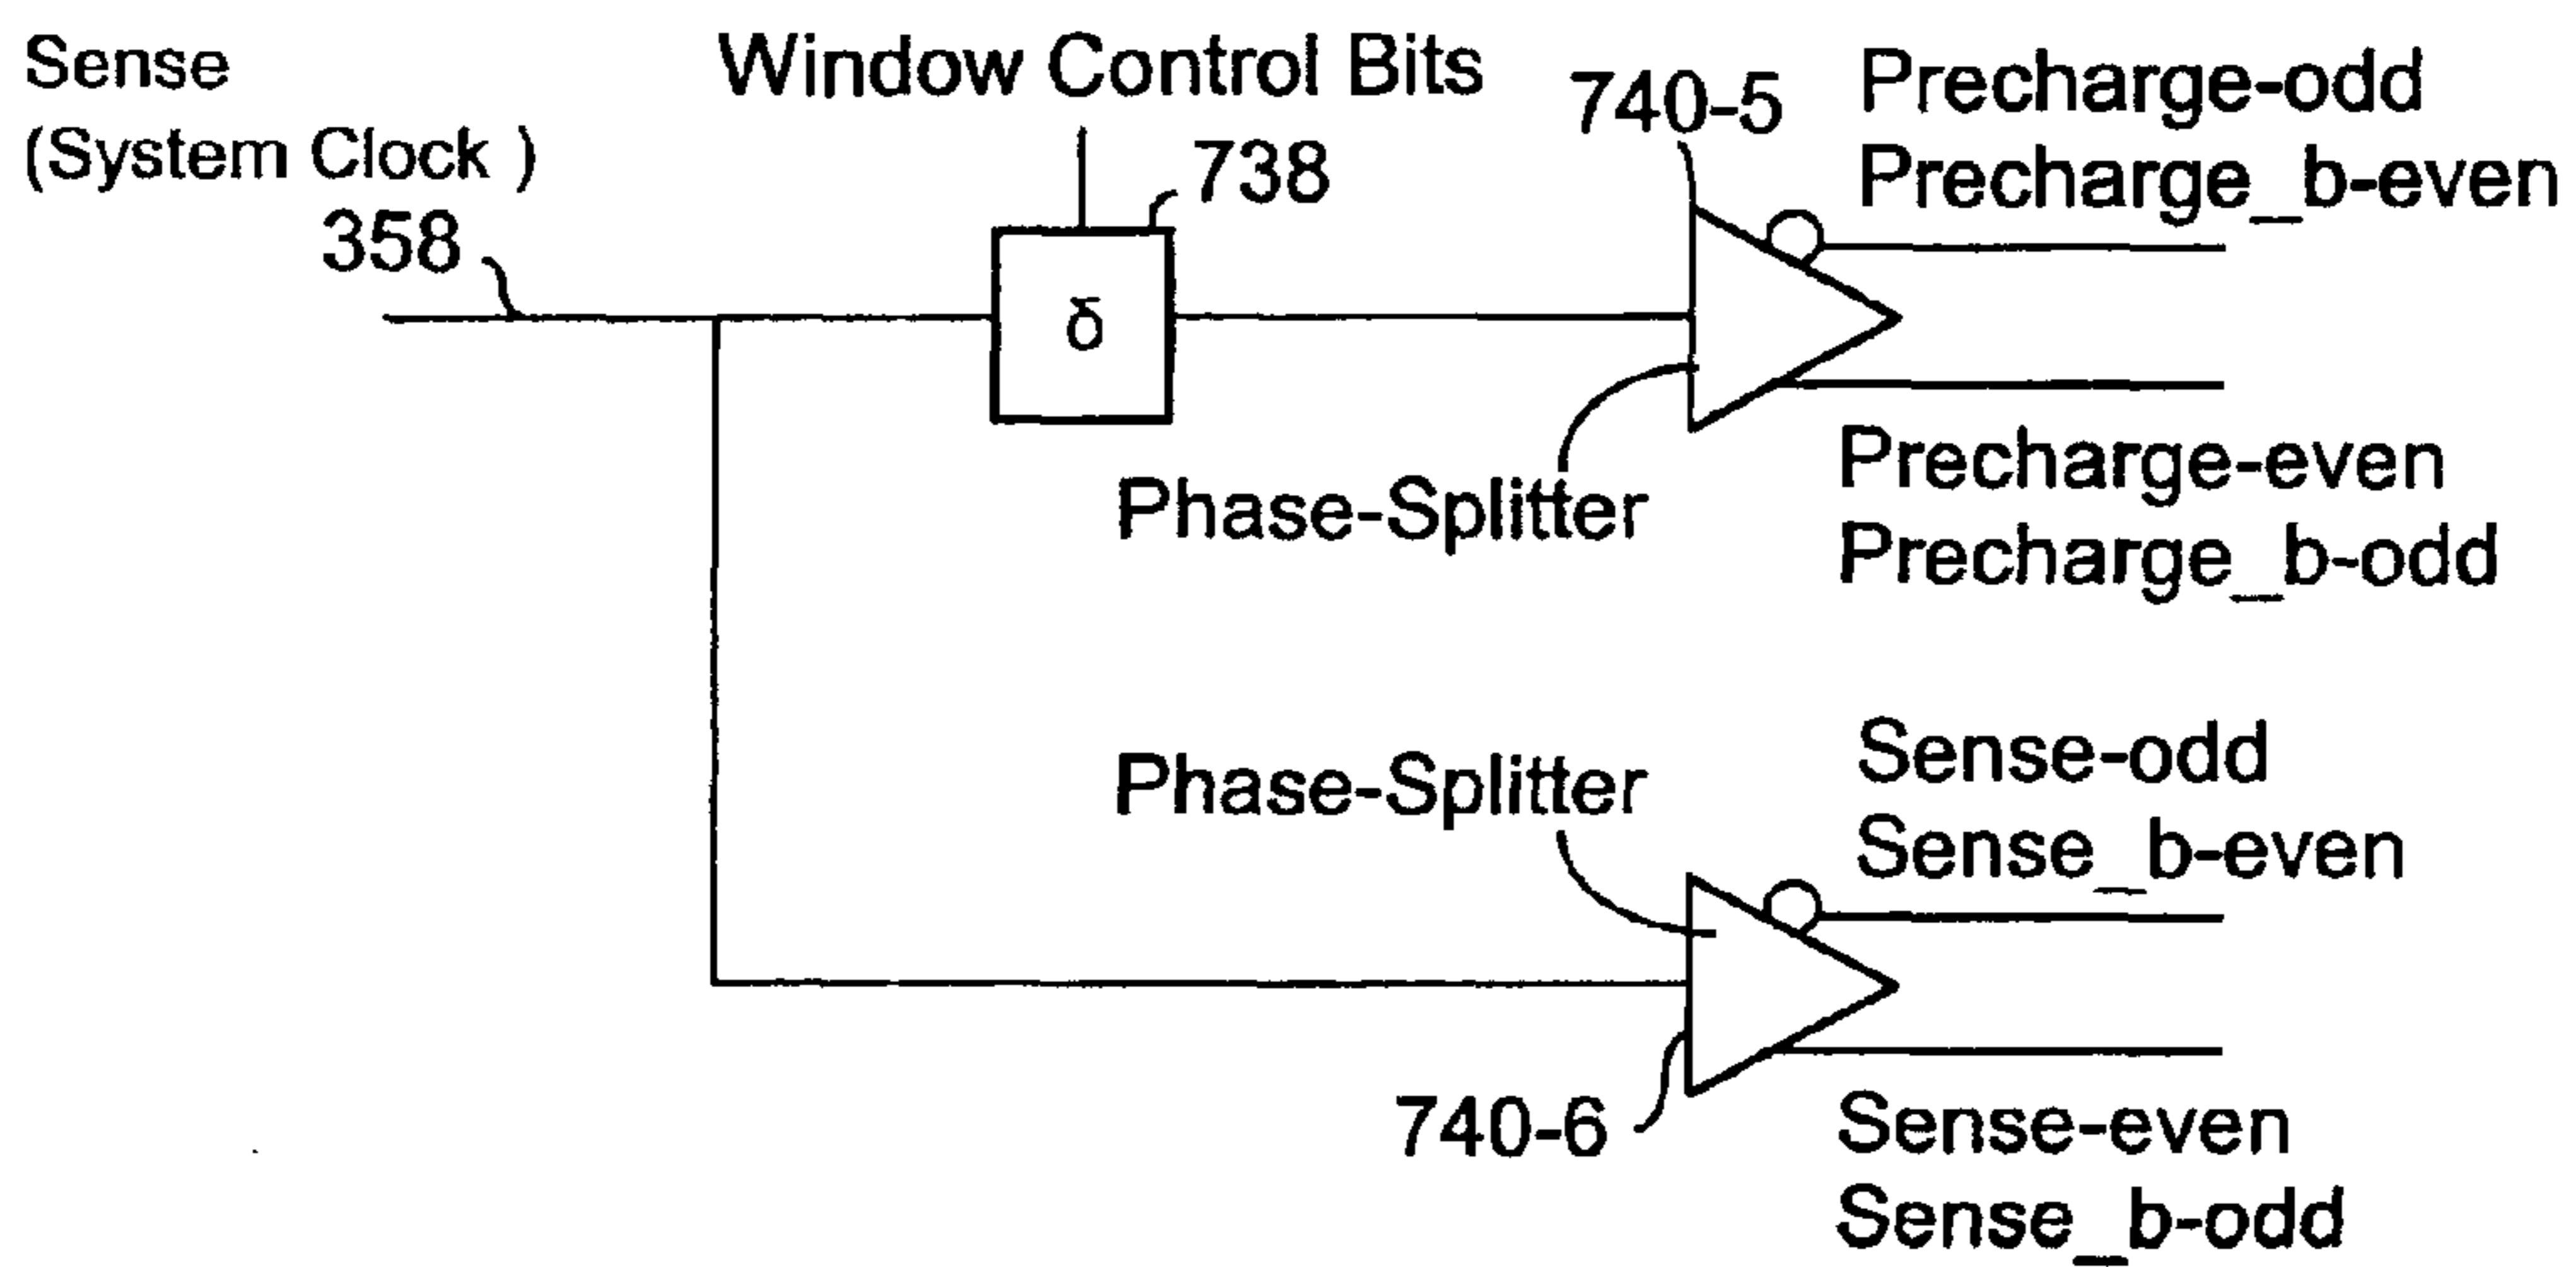 Sense
(System Clock )
358
Window Control Bits
738
δ
740-5
Precharge-odd
Precharge_b-even
Phase-Splitter
Precharge-even
Precharge_b-odd
Phase-Splitter
Sense-odd
Sense_b-even
740-6
Sense-even
Sense_b-odd